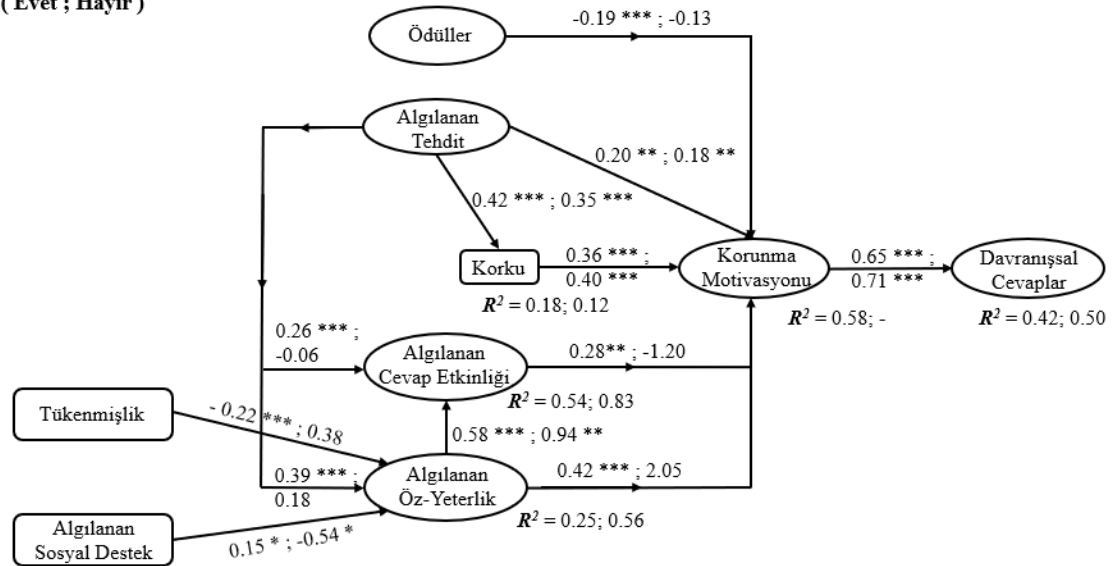 ( Evet ; Hayır )
Ödüller
-0.19 *** ; -0.13
Algılanan
Tehdit
0.20 ** ; 0.18 **
0.42 *** ; 0.35 ***
Korku
0.36 *** ;
0.40 ***
R² = 0.18; 0.12
Korunma
Motivasyonu
R² = 0.58; -
0.65 *** ;
0.71 ***
Davranışsal
Cevaplar
R² = 0.42; 0.50
0.26 *** ;
-0.06
Algılanan
Cevap Etkinliği
0.28** ; -1.20
R² = 0.54; 0.83
Tükenmişlik
- 0.22 *** ; 0.38
0.58 *** ; 0.94 **
0.39 *** ;
0.18
Algılanan
Öz-Yeterlik
0.42 *** ; 2.05
R² = 0.25; 0.56
Algılanan
Sosyal Destek
0.15 * ; -0.54 *